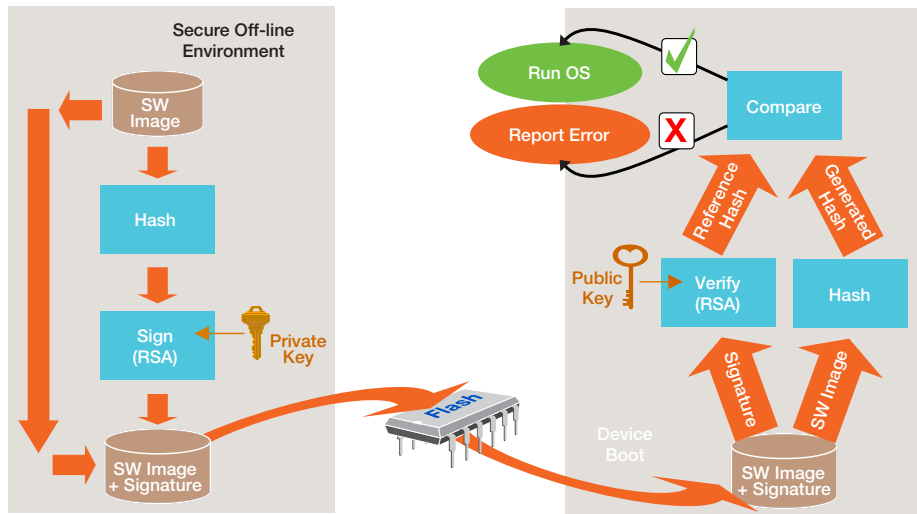 Secure Off-line
Environment
SW
Image
Hash
Sign
(RSA)
Private
Key
SW Image
+ Signature
Flash
Run OS
Report Error
X
Compare
Reference
Hash
Generated
Hash
Public
Key
Verify
(RSA)
Hash
Signature
SW Image
Device
Boot
SW Image
+ Signature